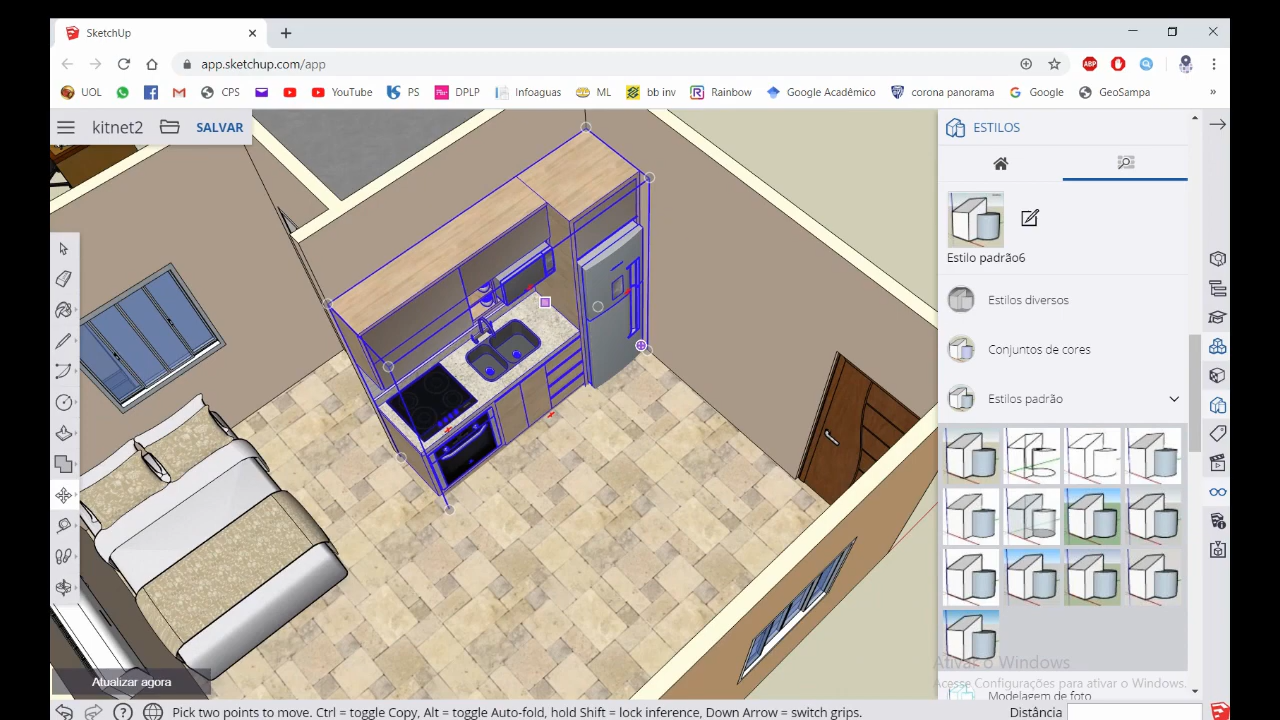 SketchUp
app.sketchup.com/app
ABP
UOL CPS YouTube PS DPLP Infoaguas ML bb inv Rainbow Google Acadêmico corona panorama Google GeoSampa »
kitnet2 SALVAR
ESTILOS
Estilo padrão6
Estilos diversos
Conjuntos de cores
Estilos padrão
Ativar o Windows
Acesse Configurações para ativar o Windows.
Modelagem de foto
Atualizar agora
Pick two points to move. Ctrl = toggle Copy, Alt = toggle Auto-fold, hold Shift = lock inference, Down Arrow = switch grips. Distância